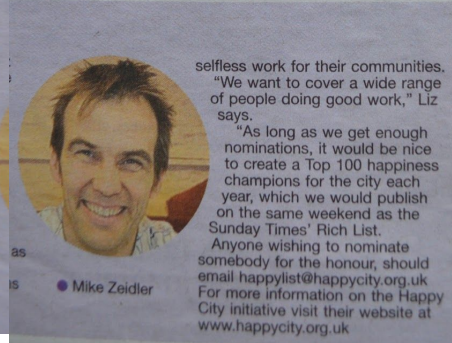 selfless work for their communities.
“We want to cover a wide range
of people doing good work,” Liz
says.
“As long as we get enough
nominations, it would be nice
to create a Top 100 happiness
champions for the city each
year, which we would publish
on the same weekend as the
Sunday Times’ Rich List.
Anyone wishing to nominate
somebody for the honour, should
email happylist@happycity.org.uk
For more information on the Happy
City initiative visit their website at
www.happycity.org.uk
as
Mike Zeidler